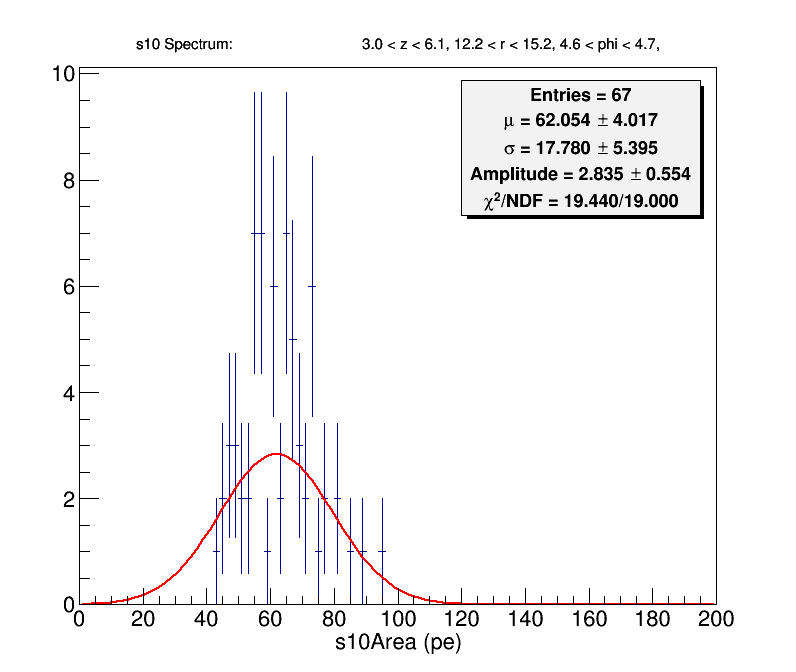 s10 Spectrum: 3.0 < z < 6.1, 12.2 < r < 15.2, 4.6 < phi < 4.7,
Entries = 67
μ = 62.054 ± 4.017
σ = 17.780 ± 5.395
Amplitude = 2.835 ± 0.554
χ²/NDF = 19.440/19.000
10
8
6
4
2
0
0 20 40 60 80 100 120 140 160 180 200
s10Area (pe)